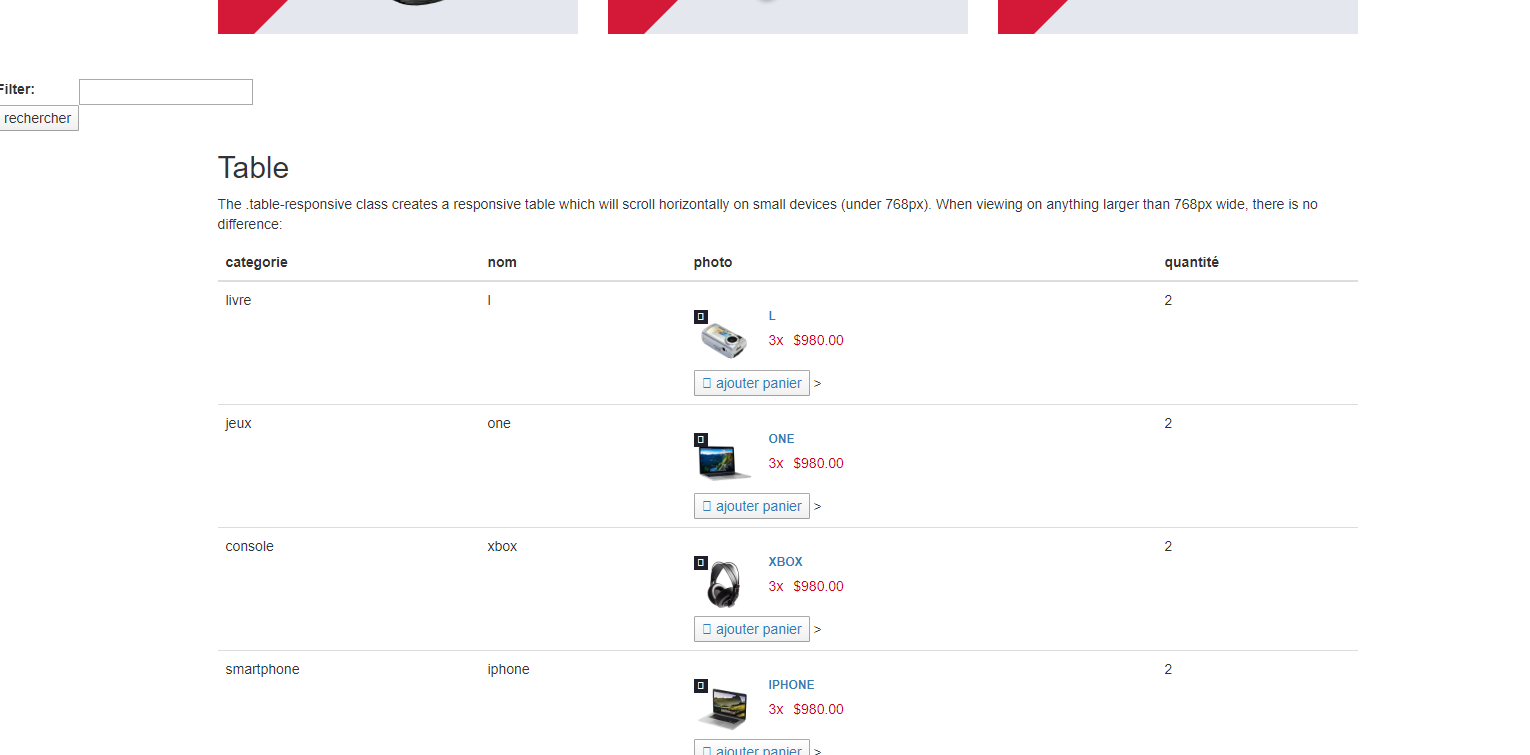 Filter:
rechercher
Table
The .table-responsive class creates a responsive table which will scroll horizontally on small devices (under 768px). When viewing on anything larger than 768px wide, there is no
difference:
categorie nom photo quantité
livre l 2
L
3x $980.00
ajouter panier >
jeux one 2
ONE
3x $980.00
ajouter panier >
console xbox 2
XBOX
3x $980.00
ajouter panier >
smartphone iphone 2
IPHONE
3x $980.00
ajouter panier >